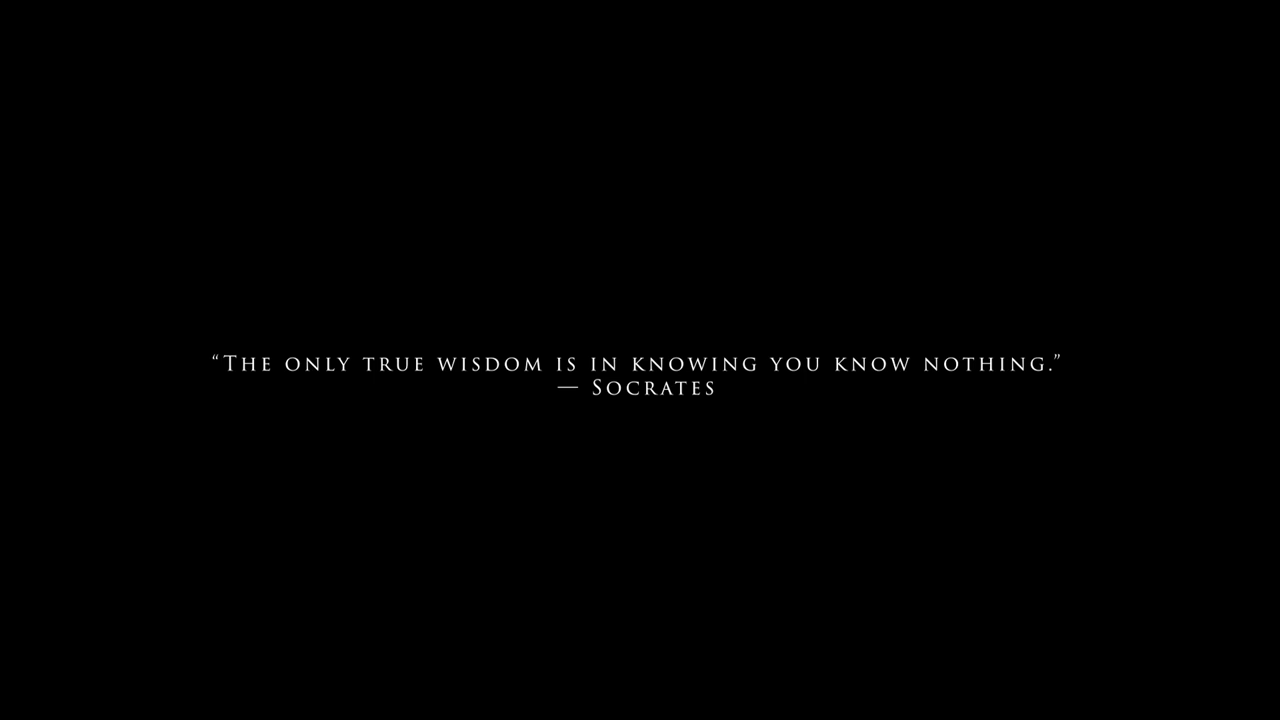 “The only true wisdom is in knowing you know nothing.”
— Socrates